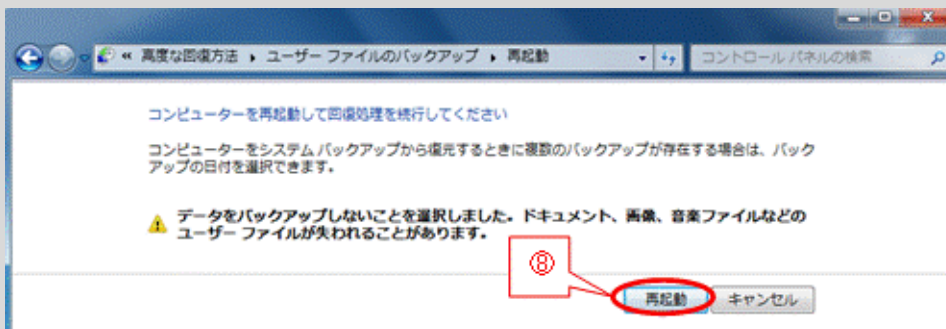 « 高度な回復方法 ▸ ユーザー ファイルのバックアップ ▸ 再起動
コントロール パネルの検索
コンピューターを再起動して回復処理を続行してください
コンピューターをシステム バックアップから復元するときに複数のバックアップが存在する場合は、バック
アップの日付を選択できます。
データをバックアップしないことを選択しました。ドキュメント、画像、音楽ファイルなどの
ユーザー ファイルが失われることがあります。
⑧
再起動
キャンセル